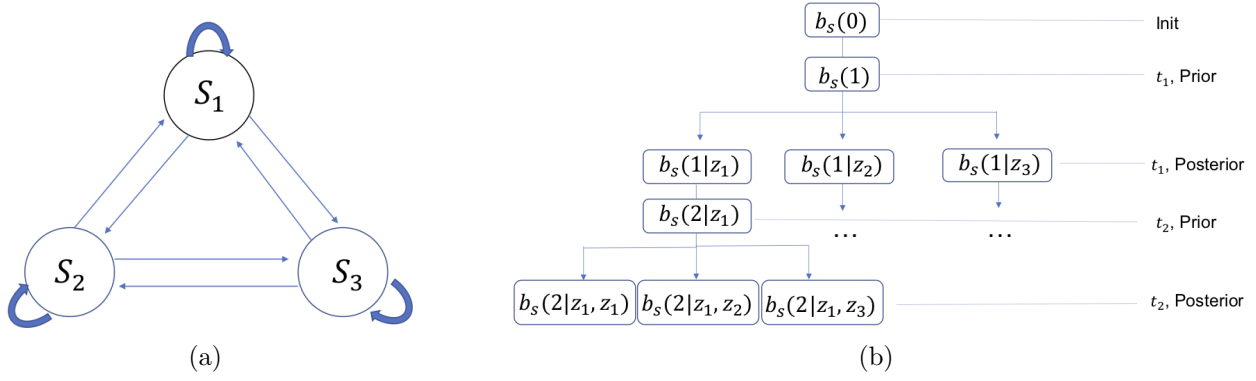 S₁
S₂
S₃
(a)
bₛ(0)
Init
bₛ(1)
t₁, Prior
bₛ(1|z₁)
bₛ(1|z₂)
bₛ(1|z₃)
t₁, Posterior
bₛ(2|z₁)
...
...
t₂, Prior
bₛ(2|z₁, z₁)
bₛ(2|z₁, z₂)
bₛ(2|z₁, z₃)
t₂, Posterior
(b)